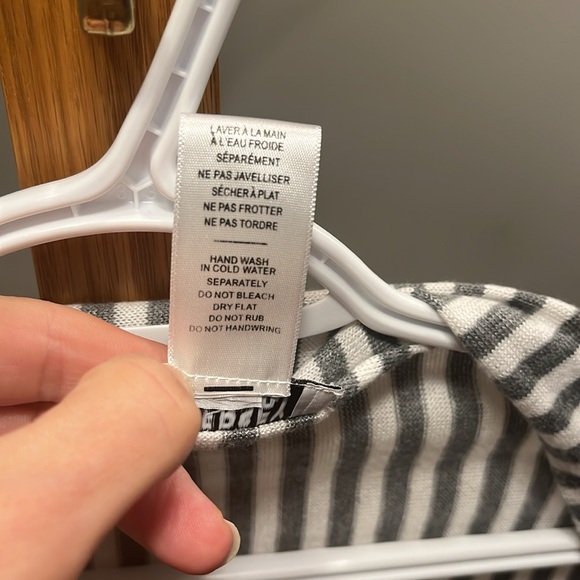 LAVER À LA MAIN
À L'EAU FROIDE
SÉPARÉMENT
NE PAS JAVELLISER
SÉCHER À PLAT
NE PAS FROTTER
NE PAS TORDRE
HAND WASH
IN COLD WATER
SEPARATELY
DO NOT BLEACH
DRY FLAT
DO NOT RUB
DO NOT HANDWRING